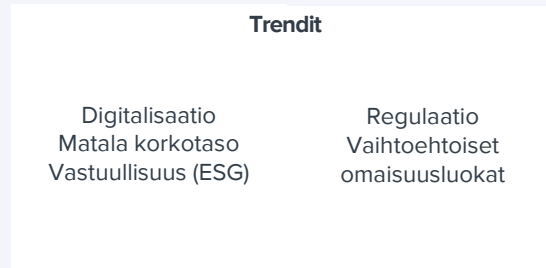 Trendit
Digitalisaatio
Matala korkotaso
Vastuullisuus (ESG)
Regulaatio
Vaihtoehtoiset
omaisuusluokat